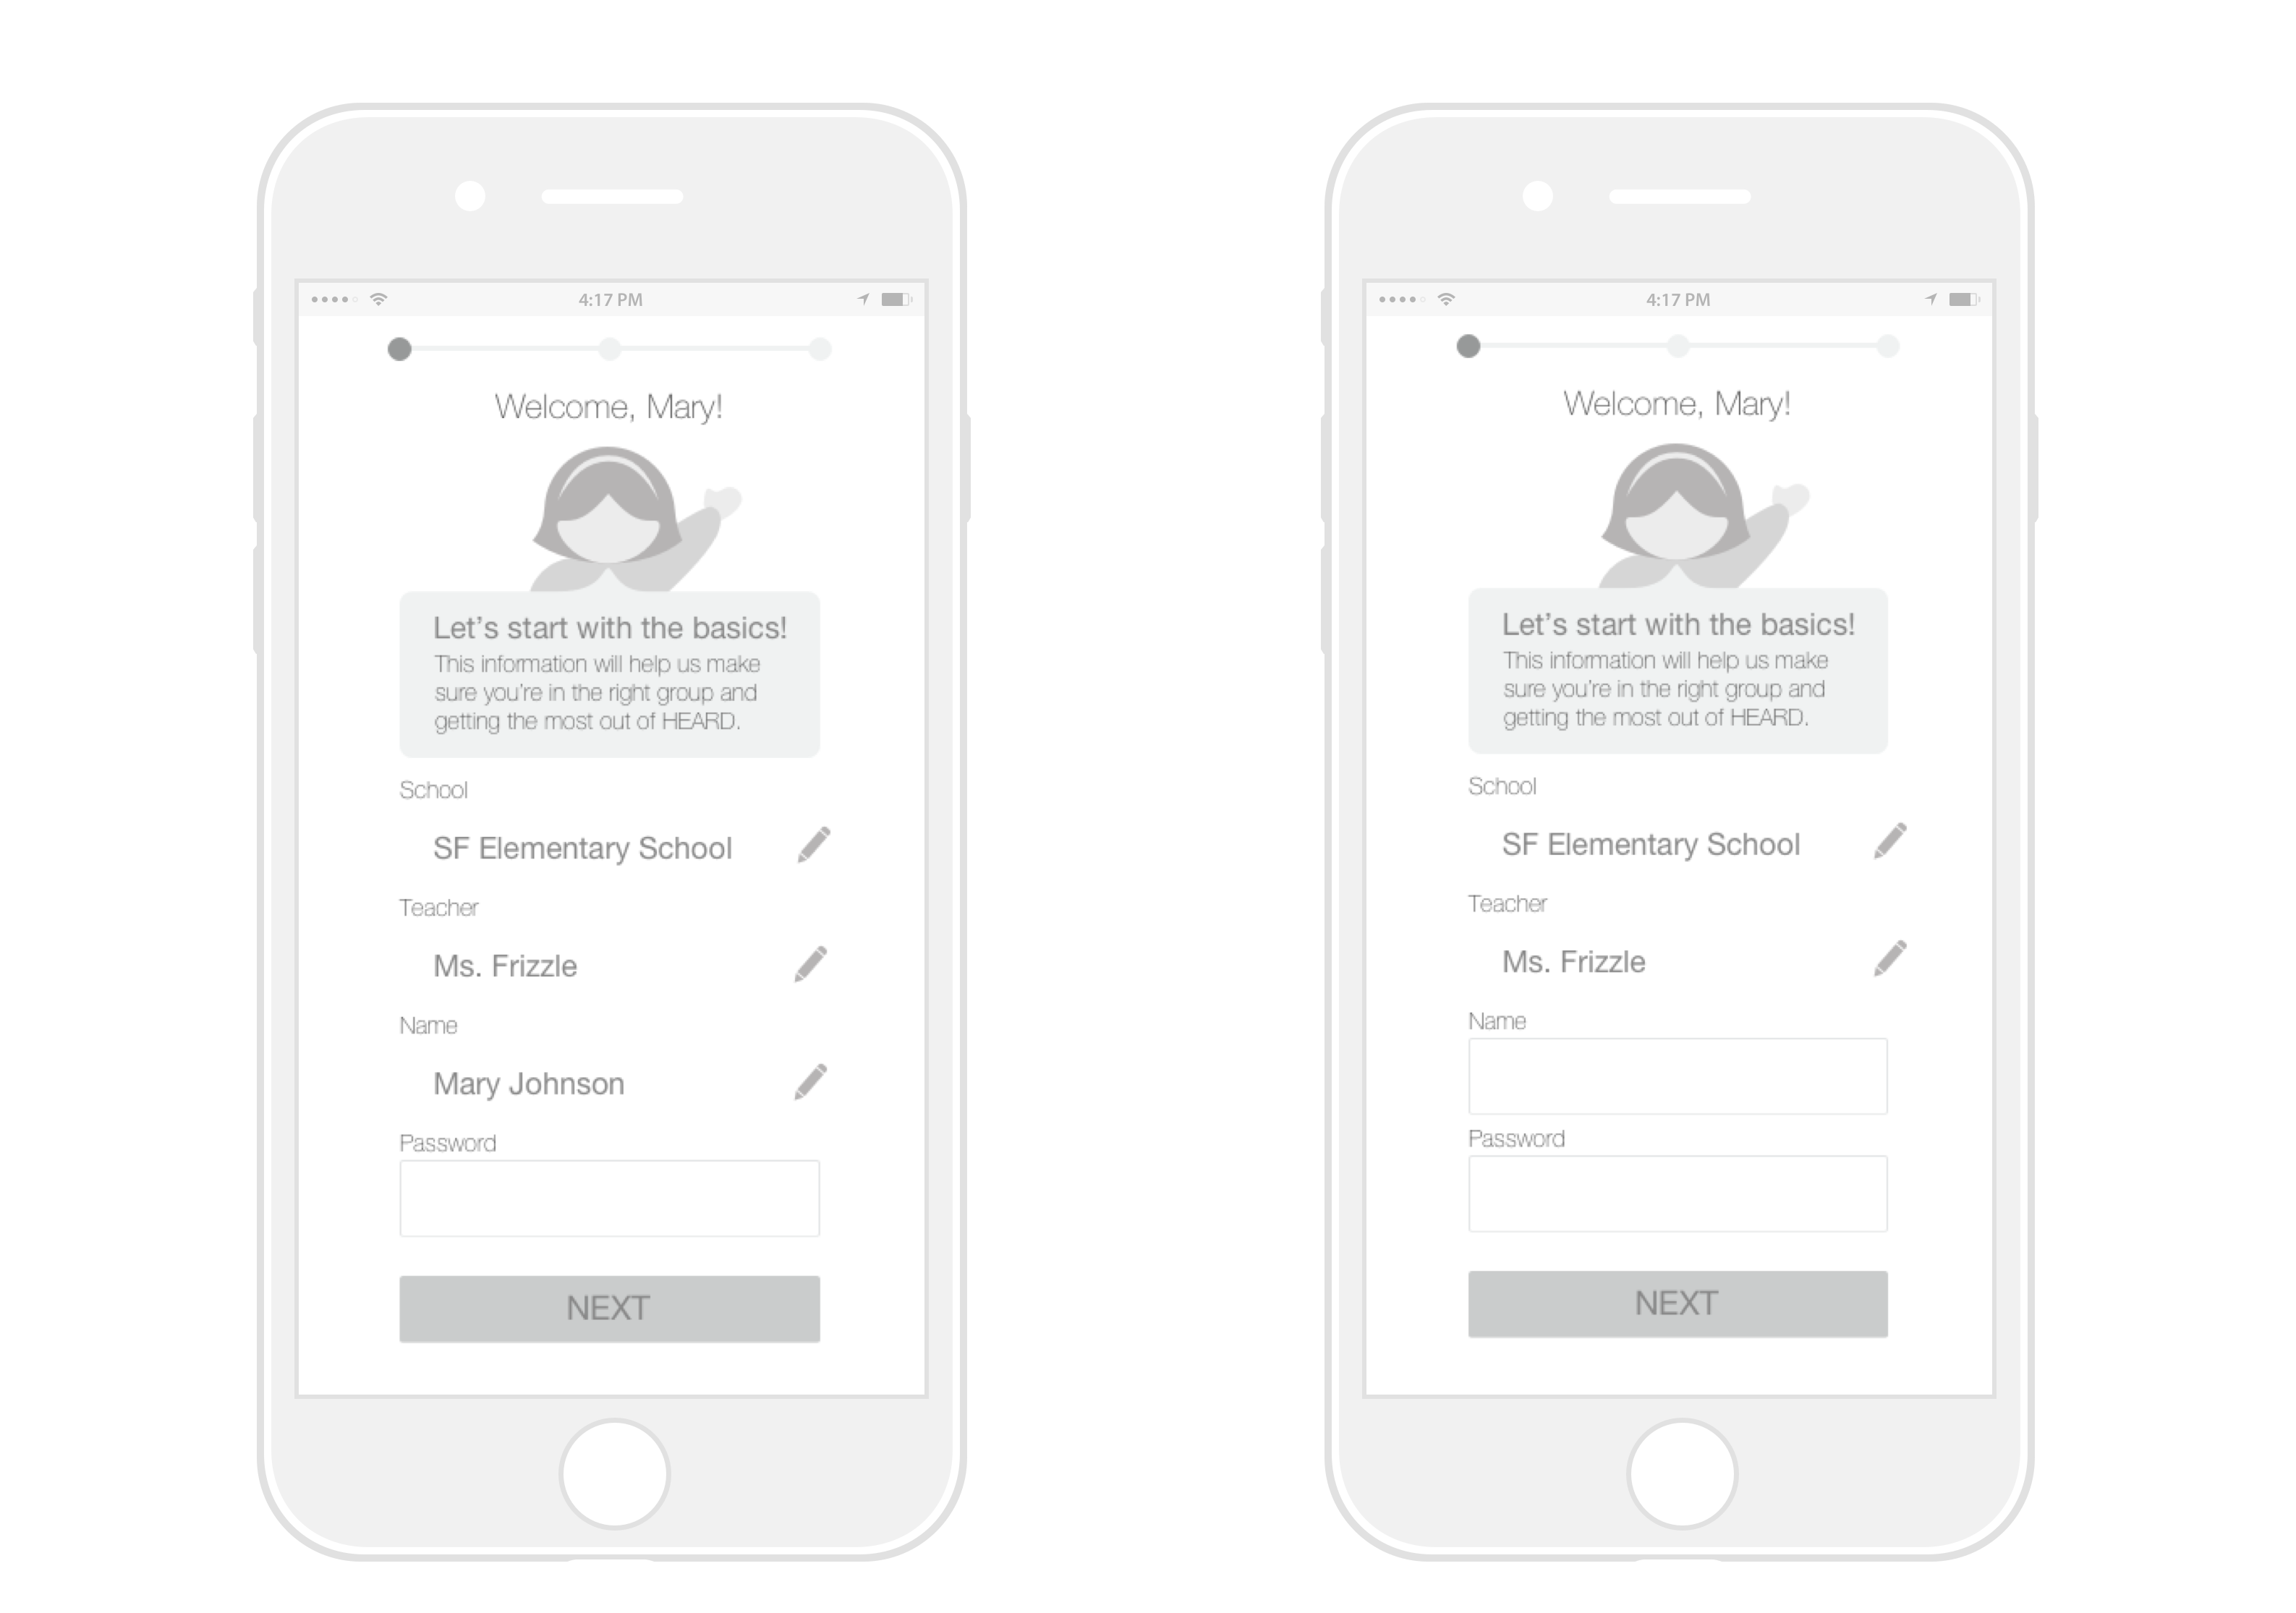 4:17 PM
Welcome, Mary!
Let's start with the basics!
This information will help us make
sure you're in the right group and
getting the most out of HEARD.
School
SF Elementary School
Teacher
Ms. Frizzle
Name
Mary Johnson
Password
NEXT
4:17 PM
Welcome, Mary!
Let's start with the basics!
This information will help us make
sure you're in the right group and
getting the most out of HEARD.
School
SF Elementary School
Teacher
Ms. Frizzle
Name
Password
NEXT